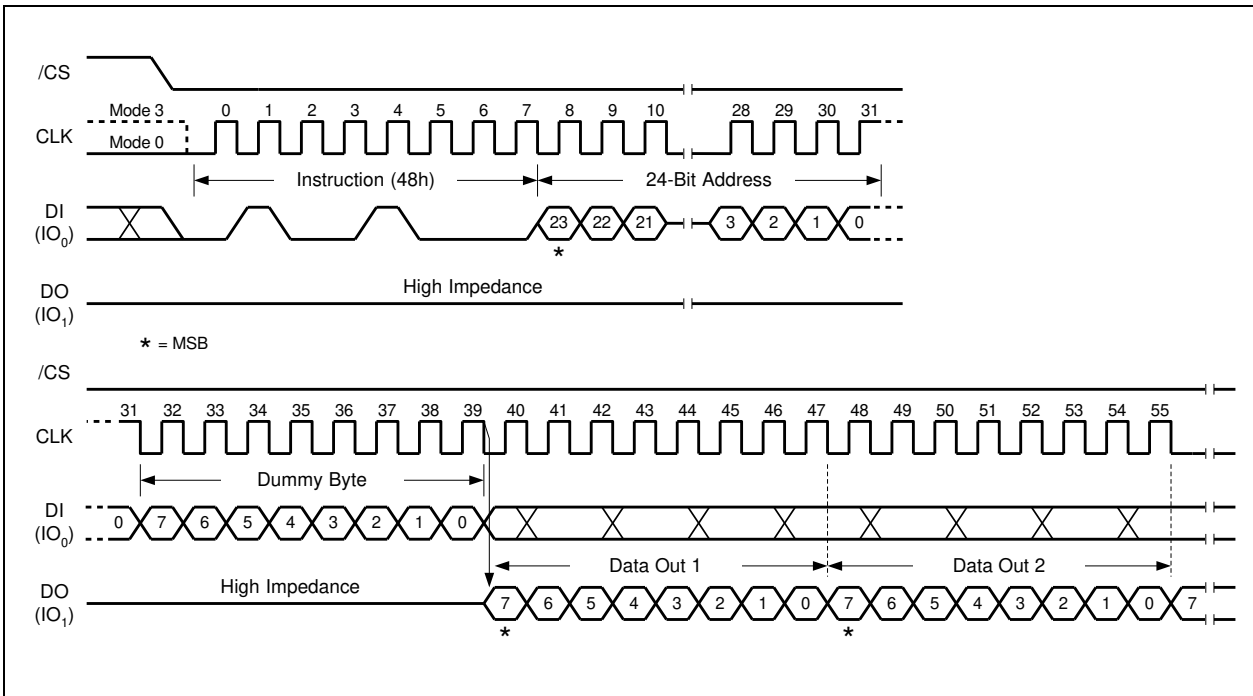 /CS
Mode 3 0 1 2 3 4 5 6 7 8 9 10 28 29 30 31
CLK
Mode 0
Instruction (48h) 24-Bit Address
DI
(IO0) 23 22 21 3 2 1 0
*
High Impedance
DO
(IO1)
* = MSB
/CS
31 32 33 34 35 36 37 38 39 40 41 42 43 44 45 46 47 48 49 50 51 52 53 54 55
CLK
Dummy Byte
DI
(IO0) 0 7 6 5 4 3 2 1 0
Data Out 1 Data Out 2
High Impedance
DO
(IO1) 7 6 5 4 3 2 1 0 7 6 5 4 3 2 1 0 7
* *